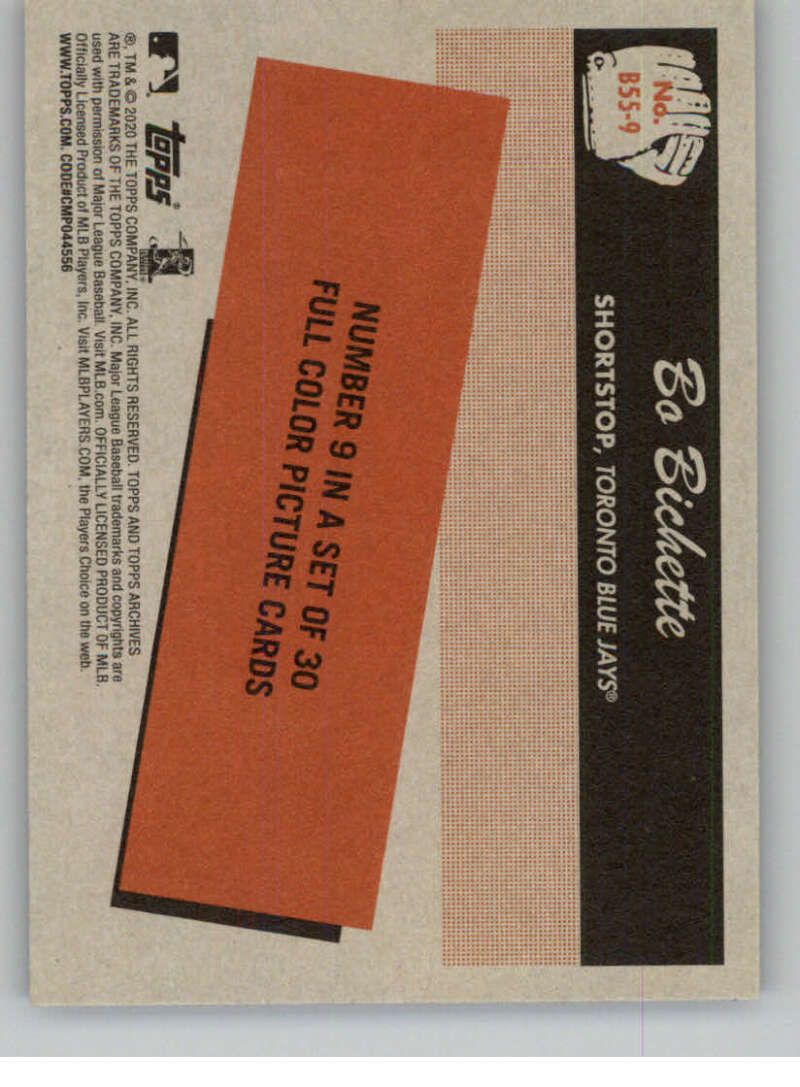 No.
B55-9
Bo Bichette
SHORTSTOP, TORONTO BLUE JAYS®
NUMBER 9 IN A SET OF 30
FULL COLOR PICTURE CARDS
topps®
®, TM & © 2020 THE TOPPS COMPANY, INC. ALL RIGHTS RESERVED. TOPPS AND TOPPS ARCHIVES
ARE TRADEMARKS OF THE TOPPS COMPANY, INC. Major League Baseball trademarks and copyrights are
used with permission of Major League Baseball. Visit MLB.com. OFFICIALLY LICENSED PRODUCT OF MLB.
Officially Licensed Product of MLB Players, Inc. Visit MLBPLAYERS.COM, the Players Choice on the web.
WWW.TOPPS.COM. CODE#CMP044556